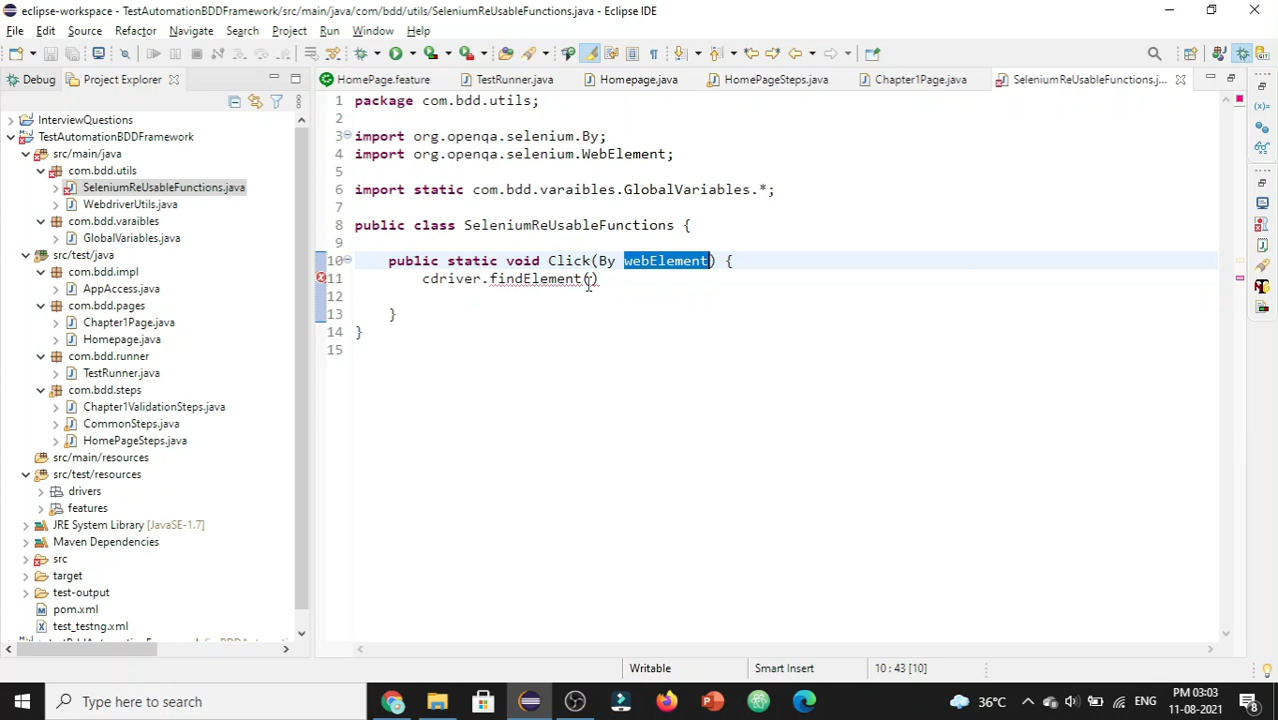 eclipse-workspace - TestAutomationBDDFramework/src/main/java/com/bdd/utils/SeleniumReUsableFunctions.java - Eclipse IDE
File Edit Source Refactor Navigate Search Project Run Window Help
Debug Project Explorer HomePage.feature TestRunner.java Homepage.java HomePageSteps.java Chapter1Page.java SeleniumReUsableFunctions.j...
InterviewQuestions
TestAutomationBDDFramework
src/main/java
com.bdd.utils
SeleniumReUsableFunctions.java
WebdriverUtils.java
com.bdd.varaibles
GlobalVariables.java
src/test/java
com.bdd.impl
AppAccess.java
com.bdd.pages
Chapter1Page.java
Homepage.java
com.bdd.runner
TestRunner.java
com.bdd.steps
Chapter1ValidationSteps.java
CommonSteps.java
HomePageSteps.java
src/main/resources
src/test/resources
drivers
features
JRE System Library [JavaSE-1.7]
Maven Dependencies
src
target
test-output
pom.xml
test_testng.xml
1 package com.bdd.utils;
2
3 import org.openqa.selenium.By;
4 import org.openqa.selenium.WebElement;
5
6 import static com.bdd.varaibles.GlobalVariables.*;
7
8 public class SeleniumReUsableFunctions {
9
10 public static void Click(By webElement) {
11 cdriver.findElement()
12
13 }
14 }
15
Writable Smart Insert 10 : 43 [10]
Type here to search 36°C ENG PM 03:03
11-08-2021 8